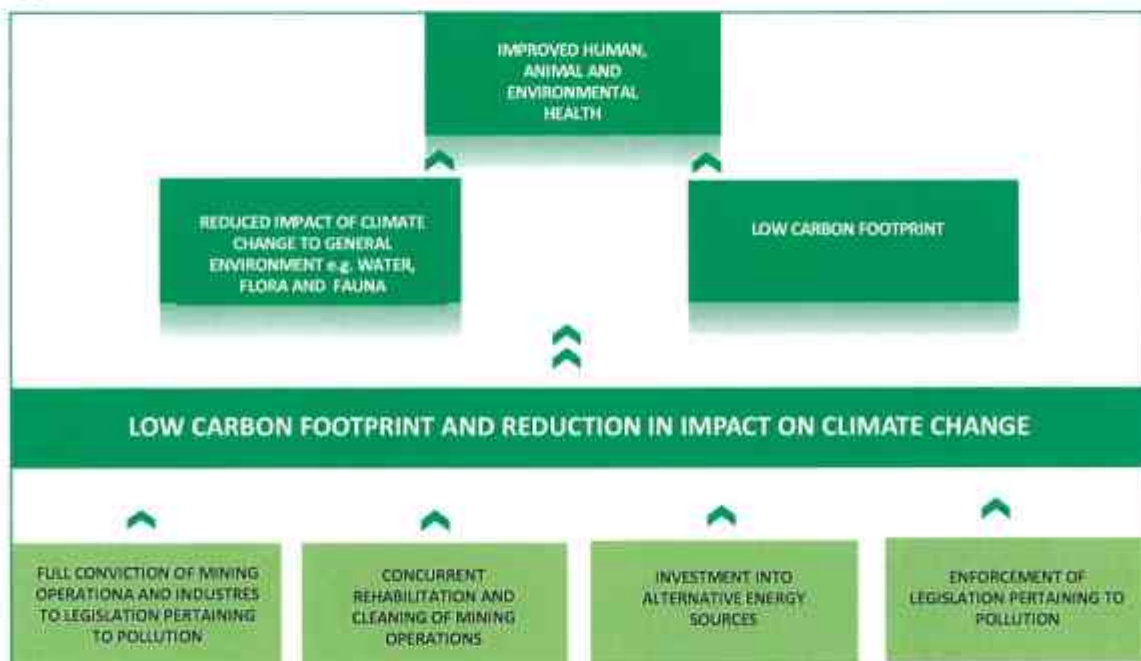 IMPROVED HUMAN,
ANIMAL AND
ENVIRONMENTAL
HEALTH
REDUCED IMPACT OF CLIMATE
CHANGE TO GENERAL
ENVIRONMENT e.g. WATER,
FLORA AND FAUNA
LOW CARBON FOOTPRINT
LOW CARBON FOOTPRINT AND REDUCTION IN IMPACT ON CLIMATE CHANGE
FULL CONVICTION OF MINING
OPERATIONA AND INDUSTRES
TO LEGISLATION PERTAINING
TO POLLUTION
CONCURRENT
REHABILITATION AND
CLEANING OF MINING
OPERATIONS
INVESTMENT INTO
ALTERNATIVE ENERGY
SOURCES
ENFORCEMENT OF
LEGISLATION PERTAINING TO
POLLUTION